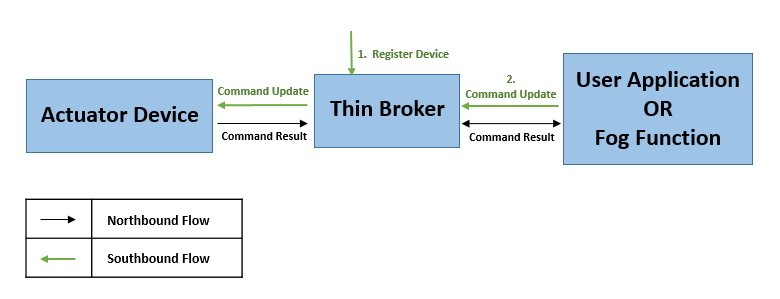 1. Register Device
Actuator Device
Command Update
Command Result
Thin Broker
2.
Command Update
Command Result
User Application
OR
Fog Function
Northbound Flow
Southbound Flow